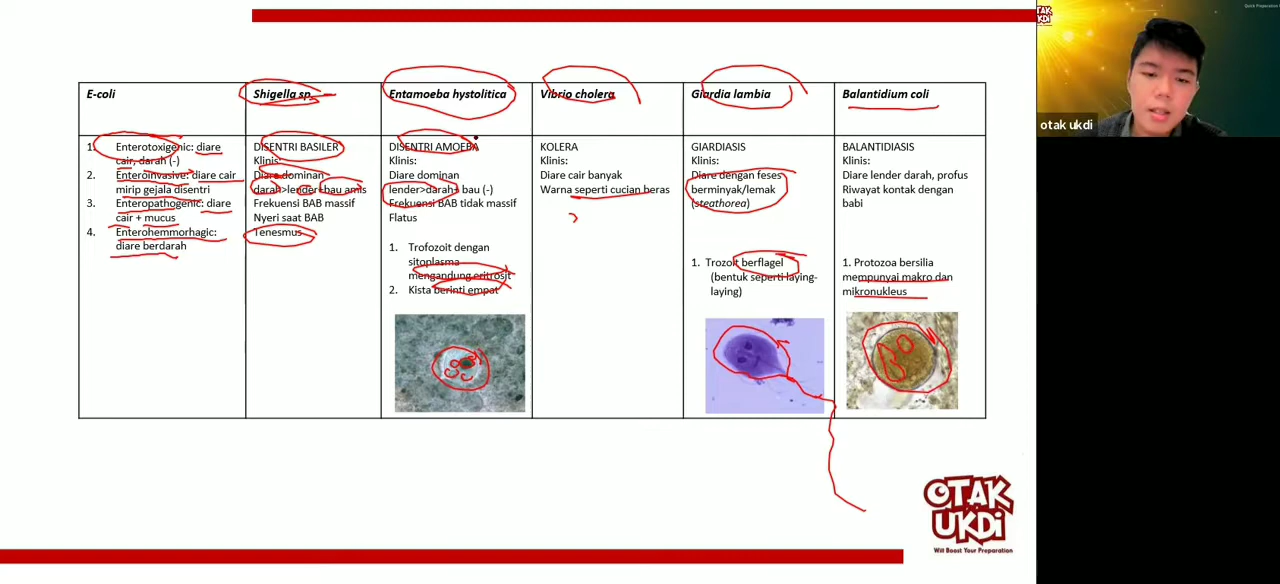 E-coli
Shigella sp.
Entamoeba hystolitica
Vibrio cholera
Giardia lambia
Balantidium coli
1. Enterotoxigenic: diare
cair, darah (-)
2. Enteroinvasive: diare cair
mirip gejala disentri
3. Enteropathogenic: diare
cair + mucus
4. Enterohemmorhagic:
diare berdarah
DISENTRI BASILER
Klinis:
Diare dominan
darah>lender+bau amis
Frekuensi BAB massif
Nyeri saat BAB
Tenesmus
DISENTRI AMOEBA
Klinis:
Diare dominan
lender>darah+ bau (-)
Frekuensi BAB tidak massif
Flatus
1. Trofozoit dengan
sitoplasma
mengandung eritrosit
2. Kista berinti empat
KOLERA
Klinis:
Diare cair banyak
Warna seperti cucian beras
GIARDIASIS
Klinis:
Diare dengan feses
berminyak/lemak
(steathorea)
1. Trozoit berflagel
(bentuk seperti laying-
laying)
BALANTIDIASIS
Klinis:
Diare lender darah, profus
Riwayat kontak dengan
babi
1. Protozoa bersilia
mempunyai makro dan
mikronukleus
OTAK
UKDI
Will Boost Your Preparation
OTAK
UKDI
otak ukdi